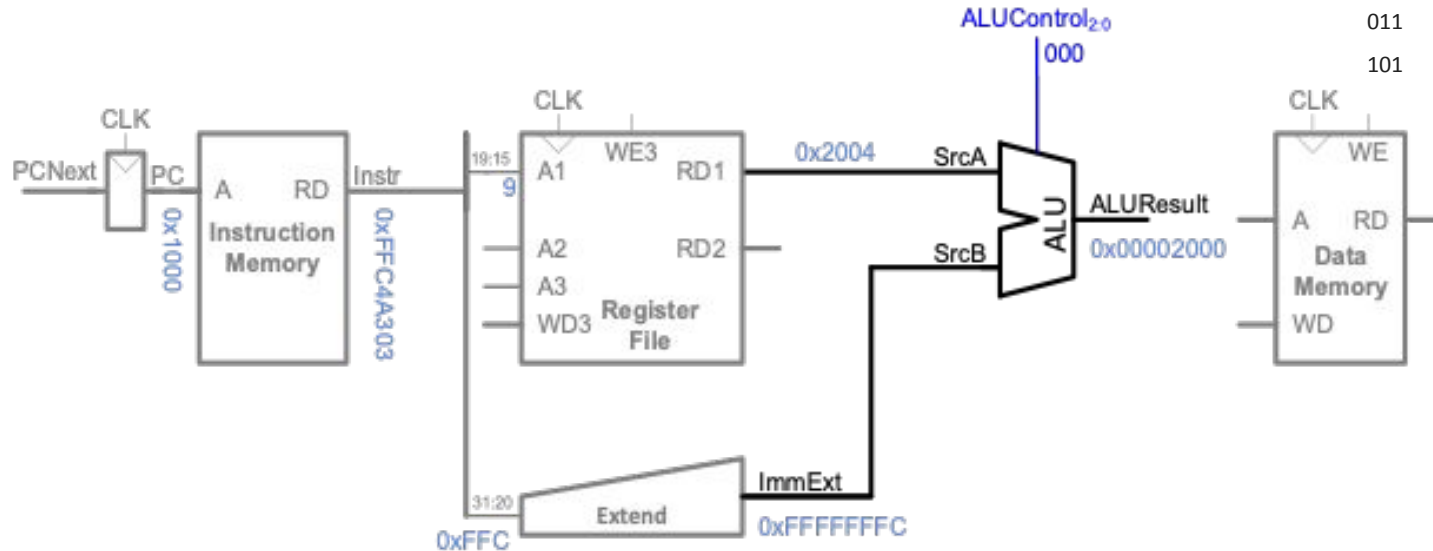 ALUControl2:0
000
011
101
CLK
PCNext
PC
0x1000
A
RD
Instruction
Memory
Instr
0xFFC4A303
19:15
9
CLK
WE3
A1
RD1
A2
RD2
A3
WD3
Register
File
0x2004
SrcA
SrcB
ALU
ALUResult
0x00002000
CLK
WE
A
RD
Data
Memory
WD
31:20
0xFFC
Extend
ImmExt
0xFFFFFFFC